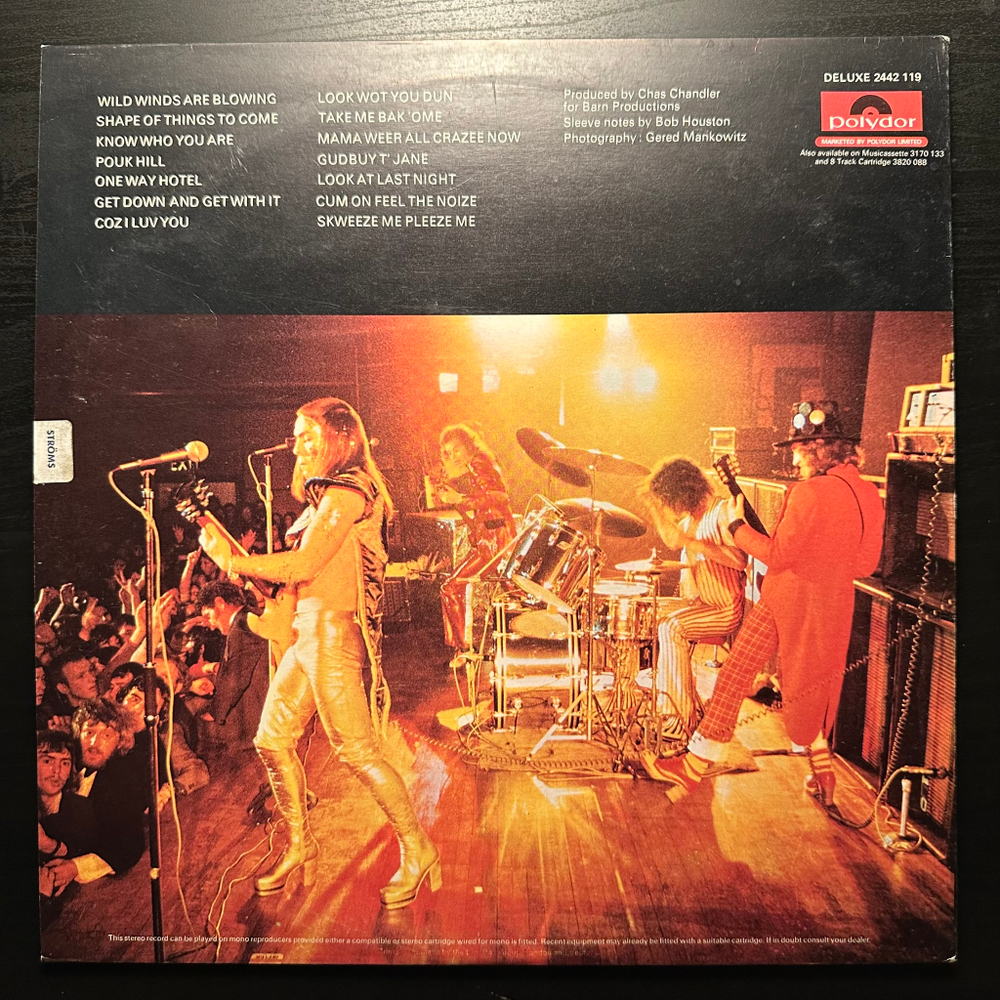 WILD WINDS ARE BLOWING
SHAPE OF THINGS TO COME
KNOW WHO YOU ARE
POUK HILL
ONE WAY HOTEL
GET DOWN AND GET WITH IT
COZ I LUV YOU
LOOK WOT YOU DUN
TAKE ME BAK 'OME
MAMA WEER ALL CRAZEE NOW
GUDBUY T' JANE
LOOK AT LAST NIGHT
CUM ON FEEL THE NOIZE
SKWEEZE ME PLEEZE ME
Produced by Chas Chandler
for Barn Productions
Sleeve notes by Bob Houston
Photography : Gered Mankowitz
DELUXE 2442 119
polydor
MARKETED BY POLYDOR LIMITED
Also available on Musicassette 3170 133
and 8 Track Cartridge 3820 088
STRÖMS
This stereo record can be played on mono reproducers provided either a compatible or stereo cartridge wired for mono is fitted. Recent equipment may already be fitted with a suitable cartridge. If in doubt consult your dealer.